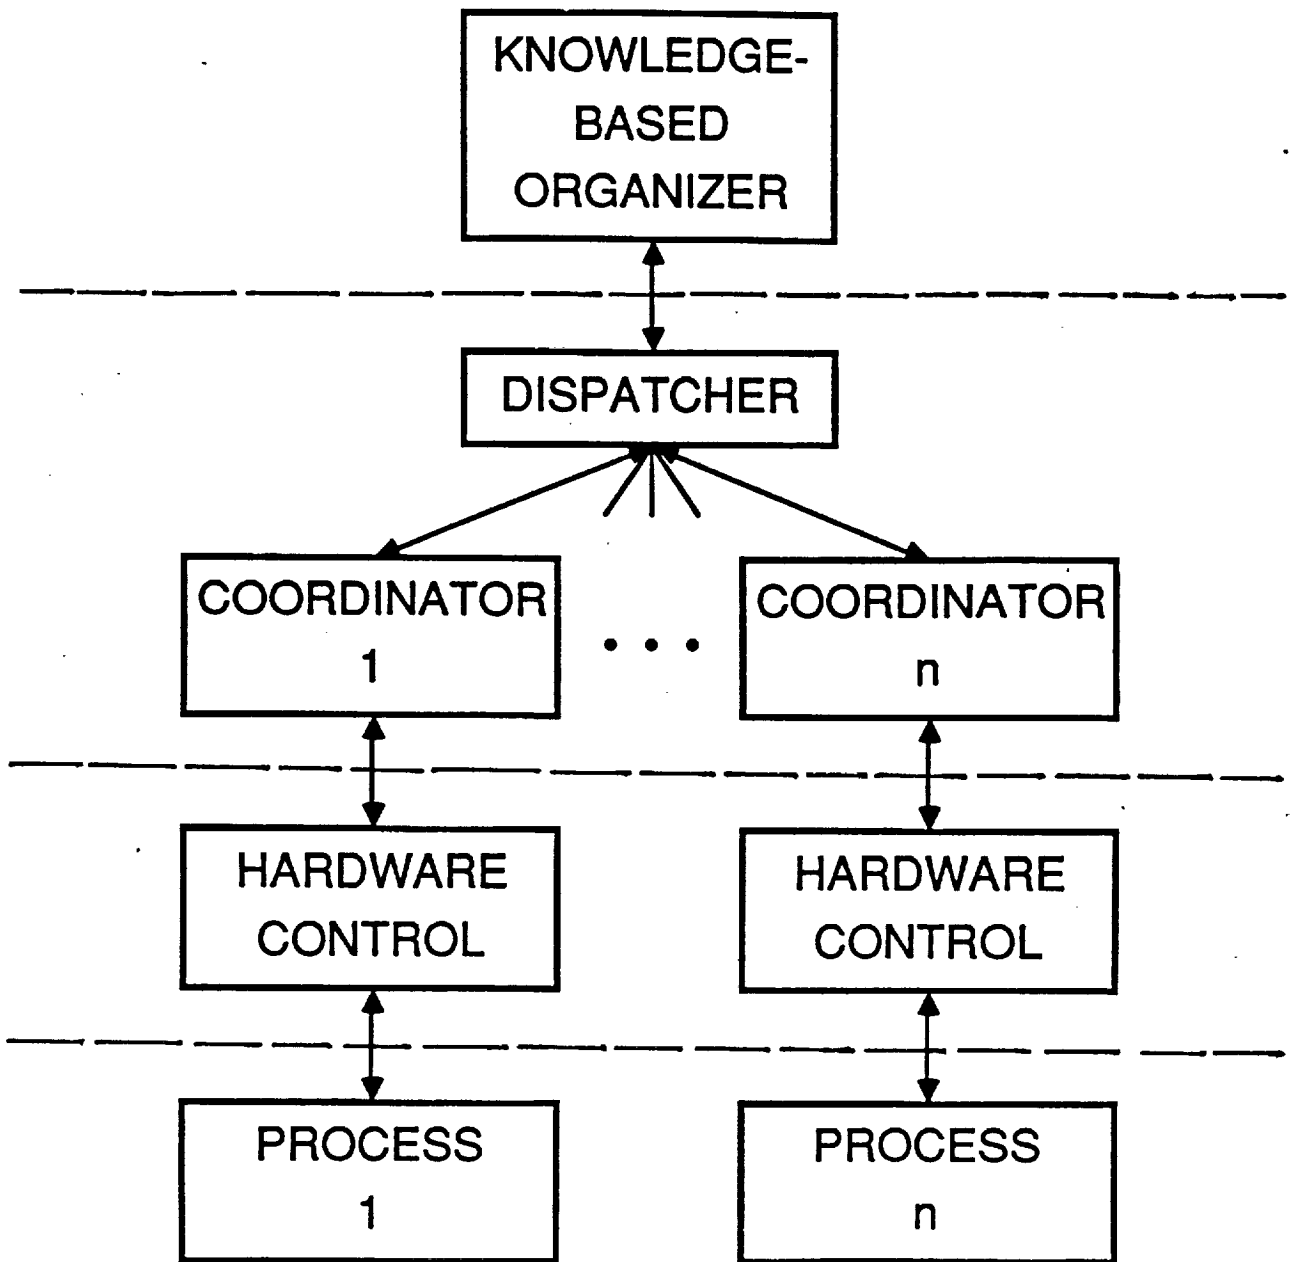 KNOWLEDGE-
BASED
ORGANIZER
DISPATCHER
COORDINATOR
1
• • •
COORDINATOR
n
HARDWARE
CONTROL
HARDWARE
CONTROL
PROCESS
1
PROCESS
n